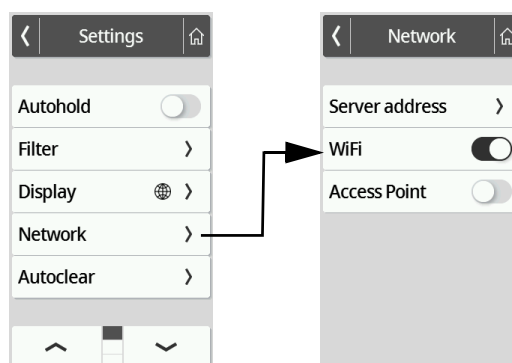 Settings
Autohold
Filter
Display
Network
Autoclear
Network
Server address
WiFi
Access Point